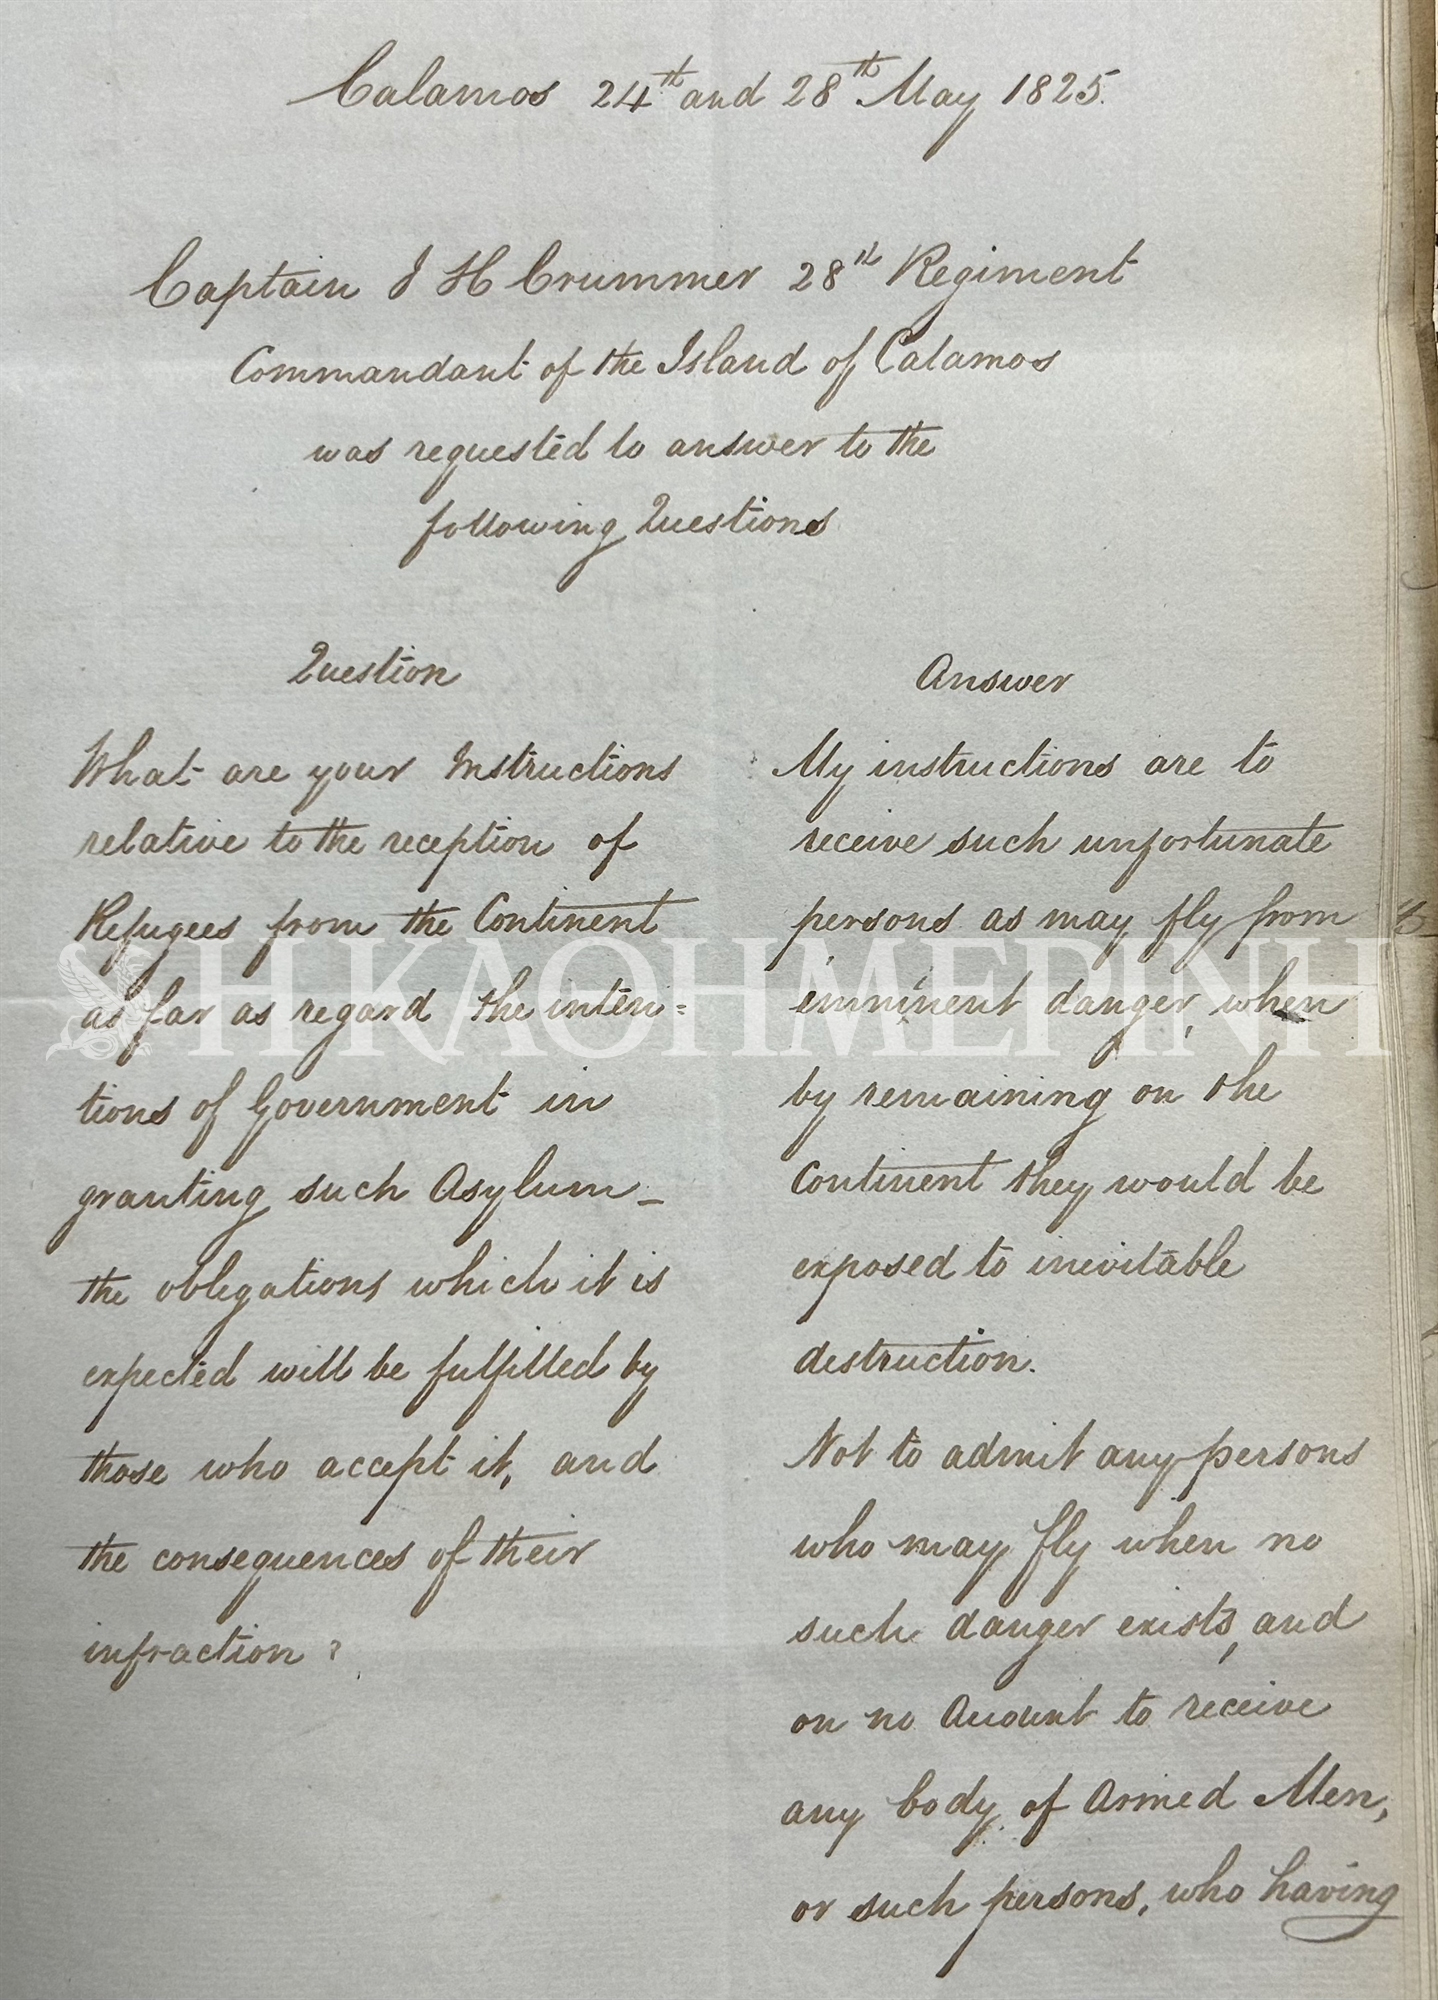 Calamos 24th and 28th May 1825.
Captain J H Crummer 28th Regiment
Commandant of the Island of Calamos
was requested to answer to the
following Questions
Question
What are your Instructions
relative to the reception of
Refugees from the Continent
as far as regard the inten=
tions of Government in
granting such Asylum_
the obligations which it is
expected will be fulfilled by
those who accept it, and
the consequences of their
infraction?
Answer
My instructions are to
receive such unfortunate
persons as may fly from
imminent danger, when
by remaining on the
Continent they would be
exposed to inevitable
destruction.
Not to admit any persons
who may fly when no
such danger exists, and
on no Account to receive
any body of Armed Men,
or such persons, who having
Η ΚΑΘΗΜΕΡΙΝΗ